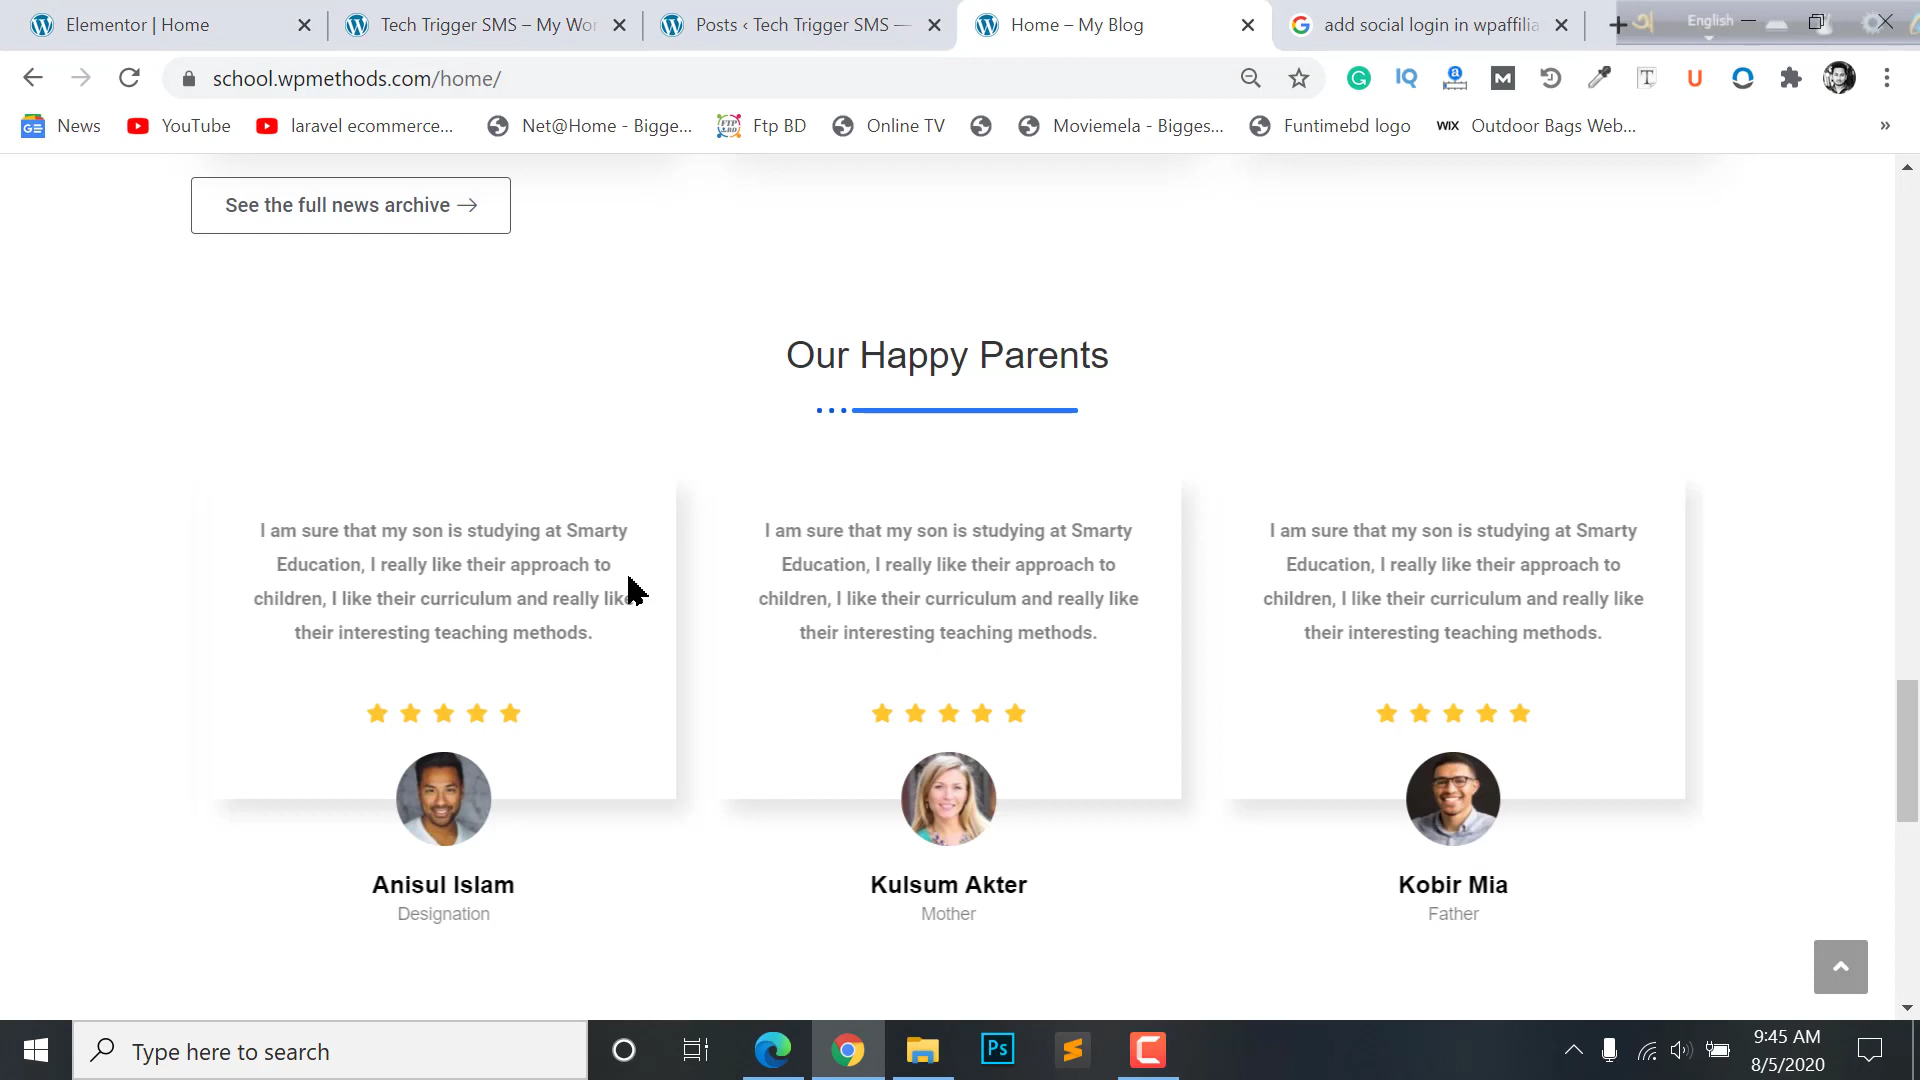 Elementor | Home
Tech Trigger SMS – My Wor
Posts ‹ Tech Trigger SMS —
Home – My Blog
add social login in wpaffilia
English
school.wpmethods.com/home/
News
YouTube
laravel ecommerce...
Net@Home - Bigge...
Ftp BD
Online TV
Moviemela - Bigges...
Funtimebd logo
WIX Outdoor Bags Web...
See the full news archive →
Our Happy Parents
I am sure that my son is studying at Smarty
Education, I really like their approach to
children, I like their curriculum and really like
their interesting teaching methods.
Anisul Islam
Designation
I am sure that my son is studying at Smarty
Education, I really like their approach to
children, I like their curriculum and really like
their interesting teaching methods.
Kulsum Akter
Mother
I am sure that my son is studying at Smarty
Education, I really like their approach to
children, I like their curriculum and really like
their interesting teaching methods.
Kobir Mia
Father
Type here to search
Ps
9:45 AM
8/5/2020